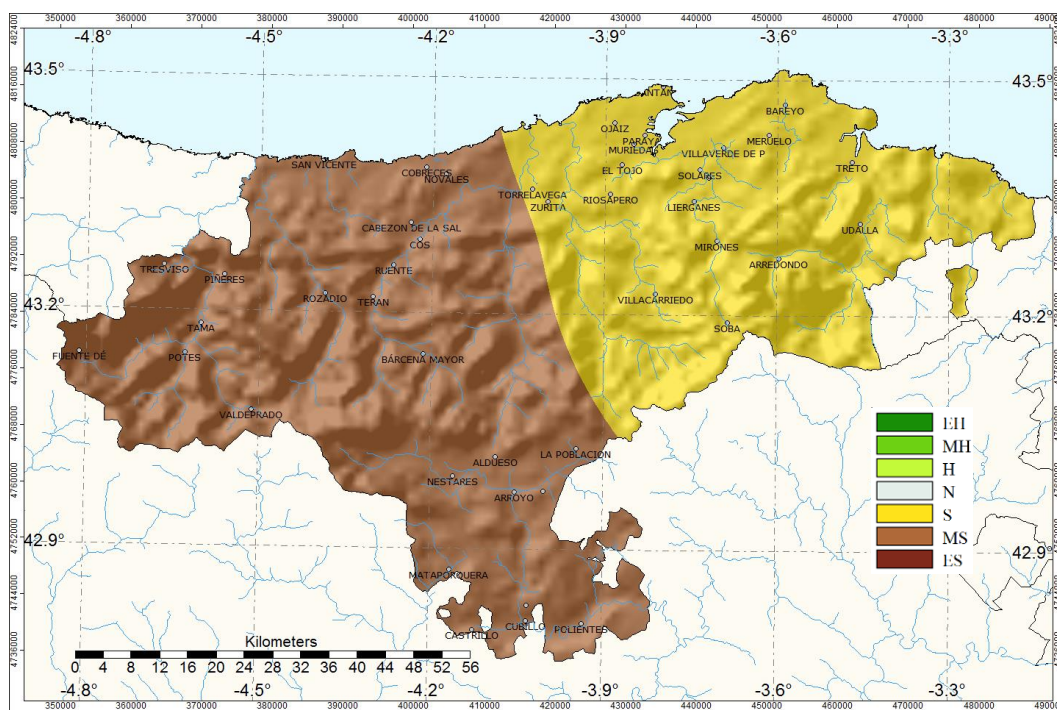 350000 360000 370000 380000 390000 400000 410000 420000 430000 440000 450000 460000 470000 480000
-4.8° -4.5° -4.2° -3.9° -3.6° -3.3°
4824000
43.5° 43.5°
4816000
BAREYO
OJAIZ
4808000
PARAYA MERUELO
VILLAVERDE DE P
SAN VICENTE COBRECES EL TOJO TRETO
NOVALES SOLARES
4800000
TORRELAVEGA RIOSAPERO
ZURITA LIERGANES
CABEZON DE LA SAL UDALLA
COS MIRONES
4792000
TRESVISO RUENTE ARREDONDO
PIÑERES
ROZADIO TERAN VILLACARRIEDO
4784000
43.2° 43.2°
TAMA SOBA
FUENTE DÉ POTES BÁRCENA MAYOR
4776000
VALDEPRADO
4768000
EH
MH
H
N
S
MS
ES
LA POBLACION
ALDUESO
4760000
NESTARES
ARROYO
4752000
42.9° 42.9°
MATAPORQUERA
4744000
CUBILLO POLIENTES
CASTRILLO
4736000
Kilometers
0 4 8 12 16 20 24 28 32 36 40 44 48 52 56
-4.8° -4.5° -4.2° -3.9° -3.6° -3.3°
350000 360000 370000 380000 390000 400000 410000 420000 430000 440000 450000 460000 470000 480000